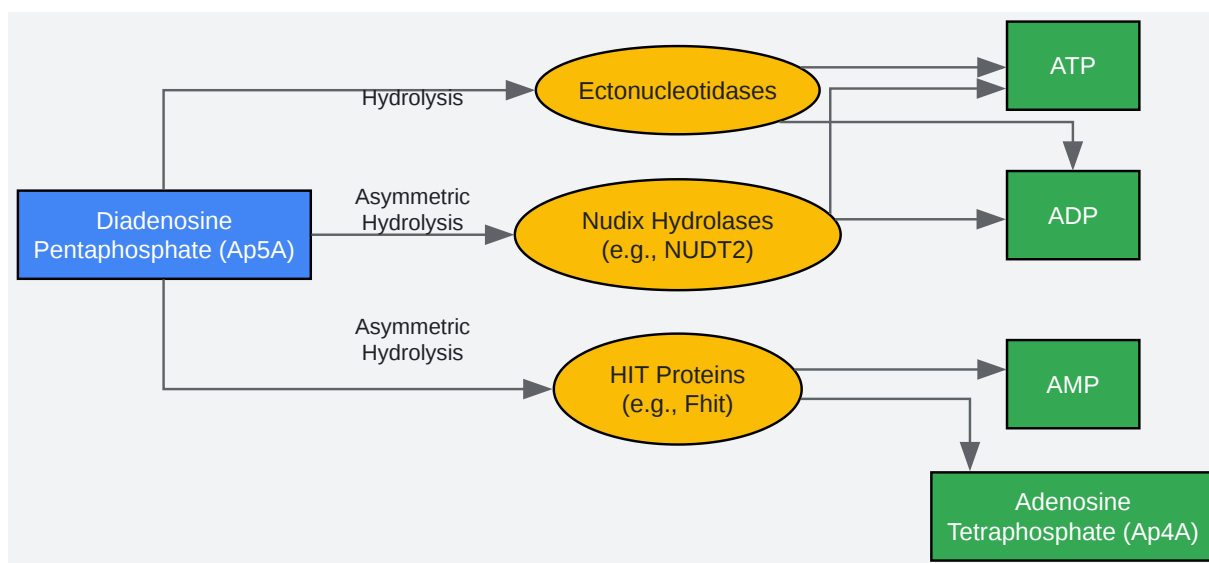 Hydrolysis
Ectonucleotidases
ATP
Diadenosine
Pentaphosphate (Ap5A)
Asymmetric
Hydrolysis
Nudix Hydrolases
(e.g., NUDT2)
ADP
Asymmetric
Hydrolysis
HIT Proteins
(e.g., Fhit)
AMP
Adenosine
Tetraphosphate (Ap4A)